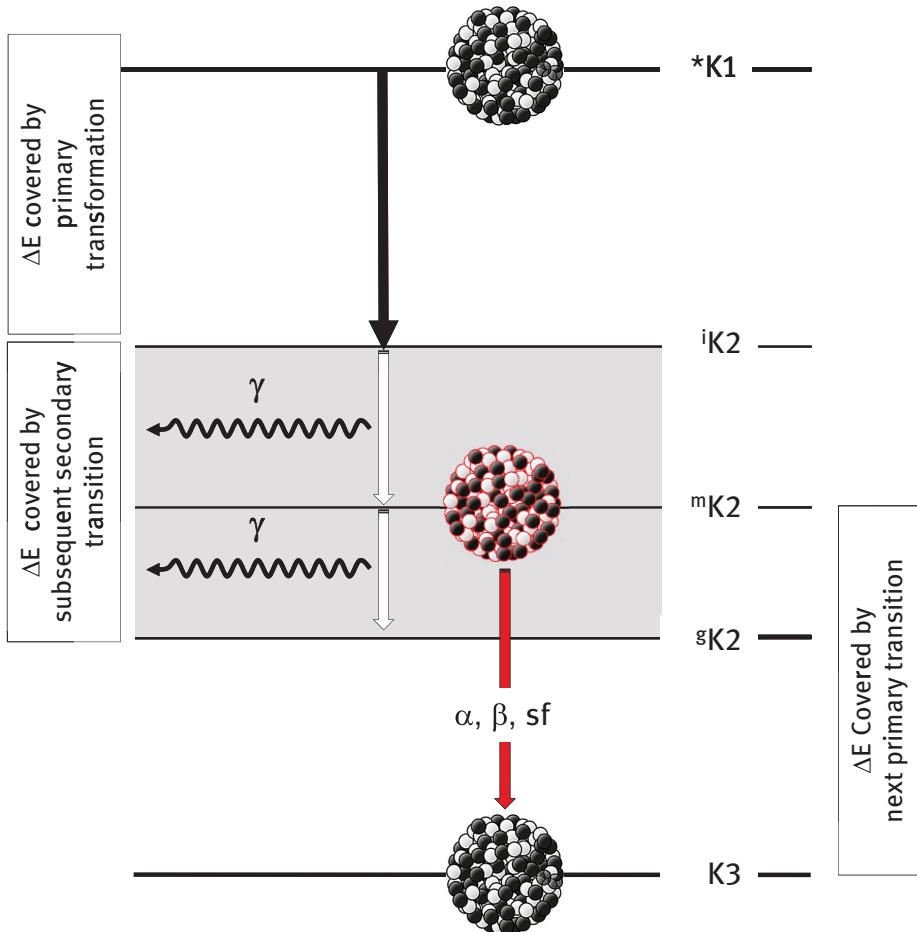 ΔE covered by
primary
transformation
*K1
ⁱK2
γ
ΔE covered by
subsequent secondary
transition
ᵐK2
γ
ᵍK2
α, β, sf
ΔE Covered by
next primary transition
K3